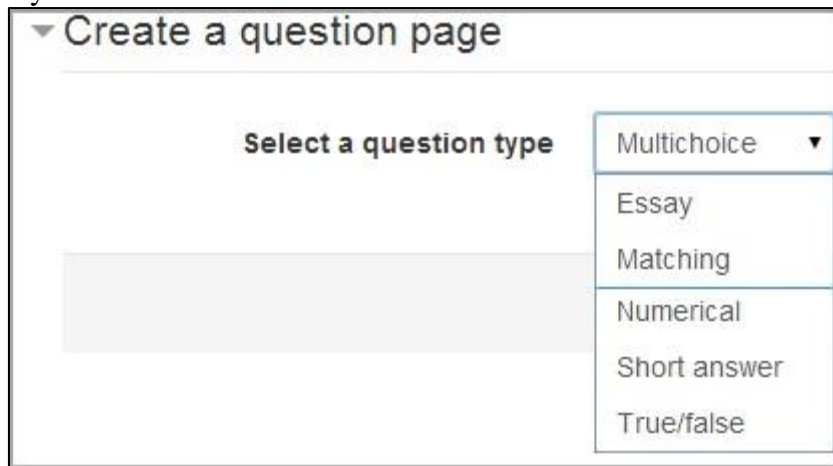 Create a question page
Select a question type Multichoice
Essay
Matching
Numerical
Short answer
True/false